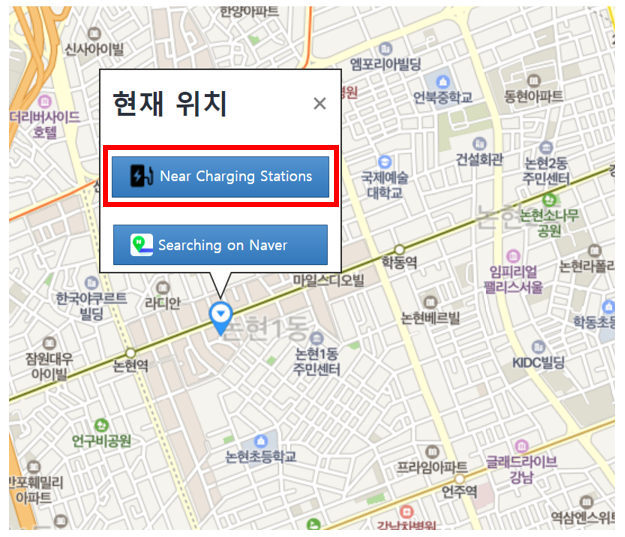 한양아파트
신사아이빌
엠포리아빌딩
병원
언북중학교
동현아파트
더리버사이드
호텔
현재 위치
×
Near Charging Stations
Searching on Naver
국제예술
대학교
건설회관
논현2동
주민센터
논현소나무
공원
학동역
마일스디오빌
임피리얼
팰리스서울
논현라폴리
한국야쿠르트
빌딩
라디안
논현베르빌
학동초등
논현1동
논현1동
주민센터
잠원대우
아이빌
논현역
KIDC빌딩
언구비공원
논현초등학교
프라임아파트
글래드라이브
강남
반포훼밀리
아파트
언주역
강남차병원
역삼엔스위트